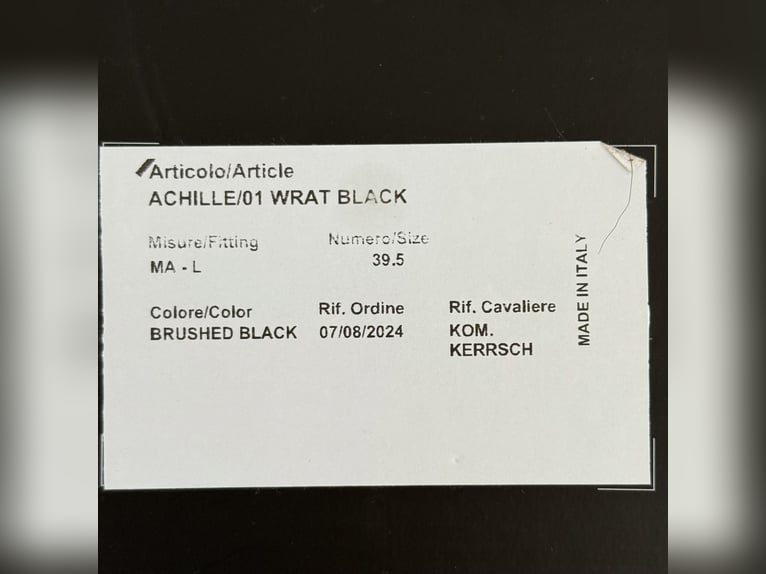 Articolo/Article
ACHILLE/01 WRAT BLACK
Misure/Fitting
Numero/Size
MA - L
39.5
Colore/Color
Rif. Ordine
Rif. Cavaliere
BRUSHED BLACK
07/08/2024
KOM.
KERRSCH
MADE IN ITALY